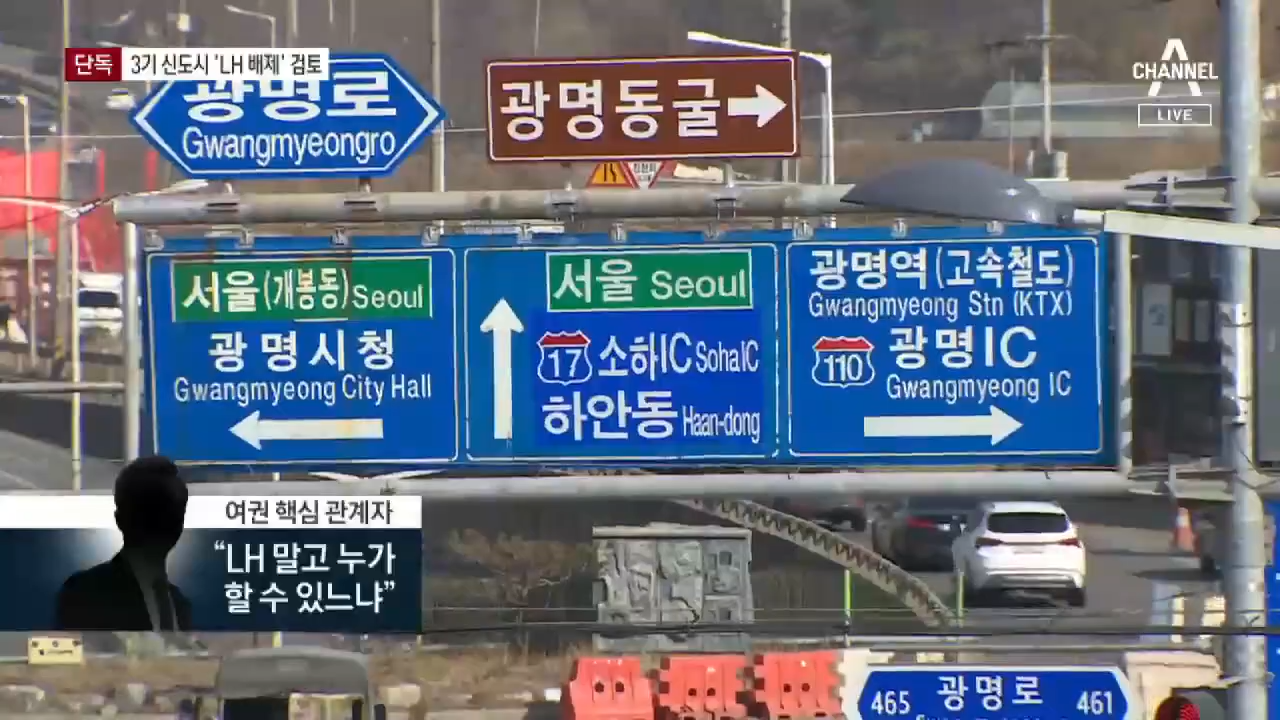 단독 3기 신도시 'LH 배제' 검토
CHANNEL A
LIVE
광명로
Gwangmyeongro
광명동굴
서울(개봉동) Seoul
광명시청
Gwangmyeong City Hall
서울 Seoul
17 소하IC Soha IC
하안동 Haan-dong
광명역(고속철도)
Gwangmyeong Stn (KTX)
110 광명IC
Gwangmyeong IC
여권 핵심 관계자
“LH 말고 누가
할 수 있느냐”
465 광명로 461